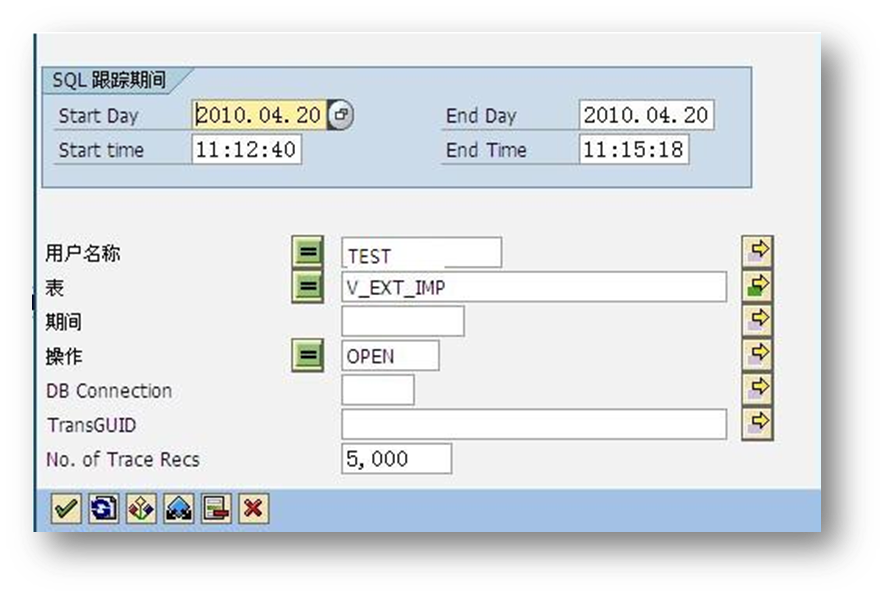 SQL 跟踪期间
Start Day 2010.04.20 End Day 2010.04.20
Start time 11:12:40 End Time 11:15:18
用户名称 TEST
表 V_EXT_IMP
期间
操作 OPEN
DB Connection
TransGUID
No. of Trace Recs 5,000